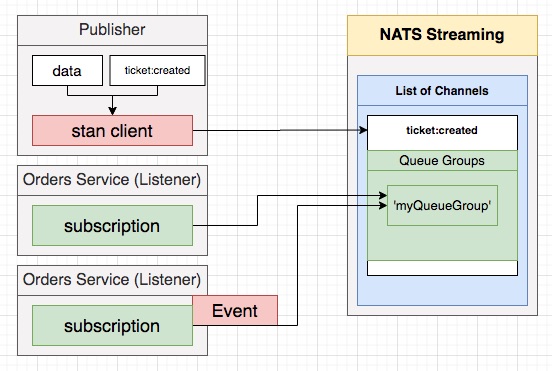 Publisher
data
ticket:created
stan client
Orders Service (Listener)
subscription
Orders Service (Listener)
subscription
Event
NATS Streaming
List of Channels
ticket:created
Queue Groups
'myQueueGroup'